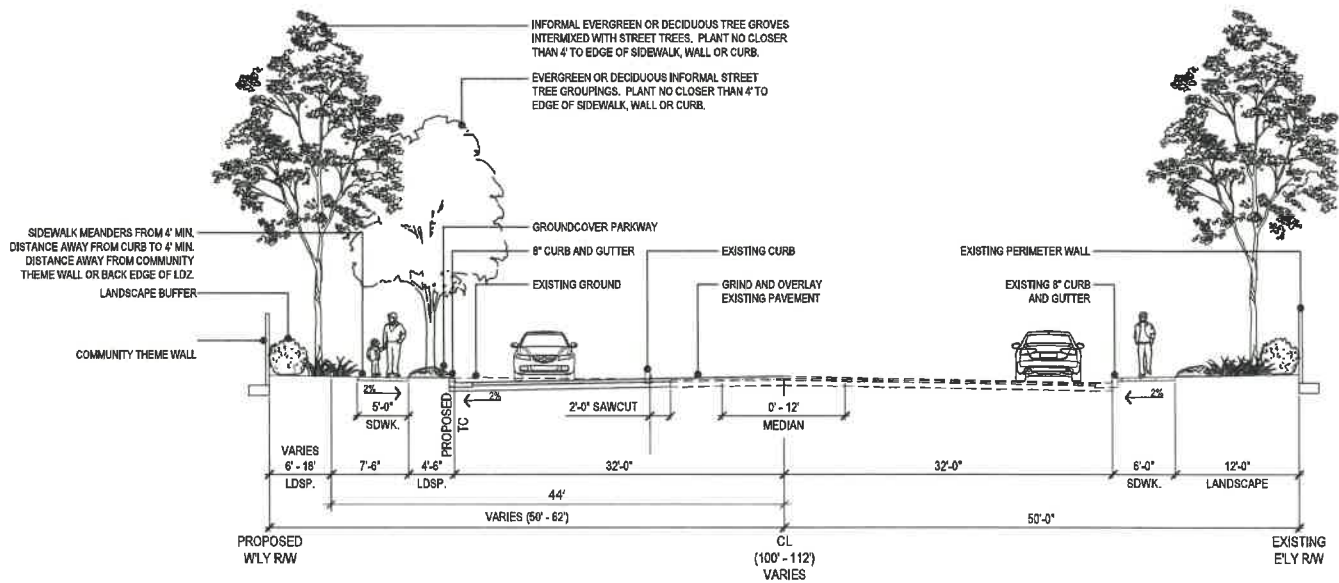 INFORMAL EVERGREEN OR DECIDUOUS TREE GROVES
INTERMIXED WITH STREET TREES. PLANT NO CLOSER
THAN 4' TO EDGE OF SIDEWALK, WALL OR CURB.
EVERGREEN OR DECIDUOUS INFORMAL STREET
TREE GROUPINGS. PLANT NO CLOSER THAN 4' TO
EDGE OF SIDEWALK, WALL OR CURB.
SIDEWALK MEANDERS FROM 4' MIN.
DISTANCE AWAY FROM CURB TO 4' MIN.
DISTANCE AWAY FROM COMMUNITY
THEME WALL OR BACK EDGE OF LDZ.
LANDSCAPE BUFFER
COMMUNITY THEME WALL
GROUNDCOVER PARKWAY
8" CURB AND GUTTER
EXISTING GROUND
EXISTING CURB
GRIND AND OVERLAY
EXISTING PAVEMENT
EXISTING PERIMETER WALL
EXISTING 8" CURB
AND GUTTER
2%
5'-0"
SDWK.
PROPOSED
TC
2%
2'-0" SAWCUT
0' - 12'
MEDIAN
2%
VARIES
6' - 18'
LDSP.
7'-6"
4'-6"
LDSP.
32'-0"
32'-0"
6'-0"
SDWK.
12'-0"
LANDSCAPE
44'
VARIES (50' - 62')
50'-0"
PROPOSED
W'LY R/W
CL
(100' - 112')
VARIES
EXISTING
E'LY R/W